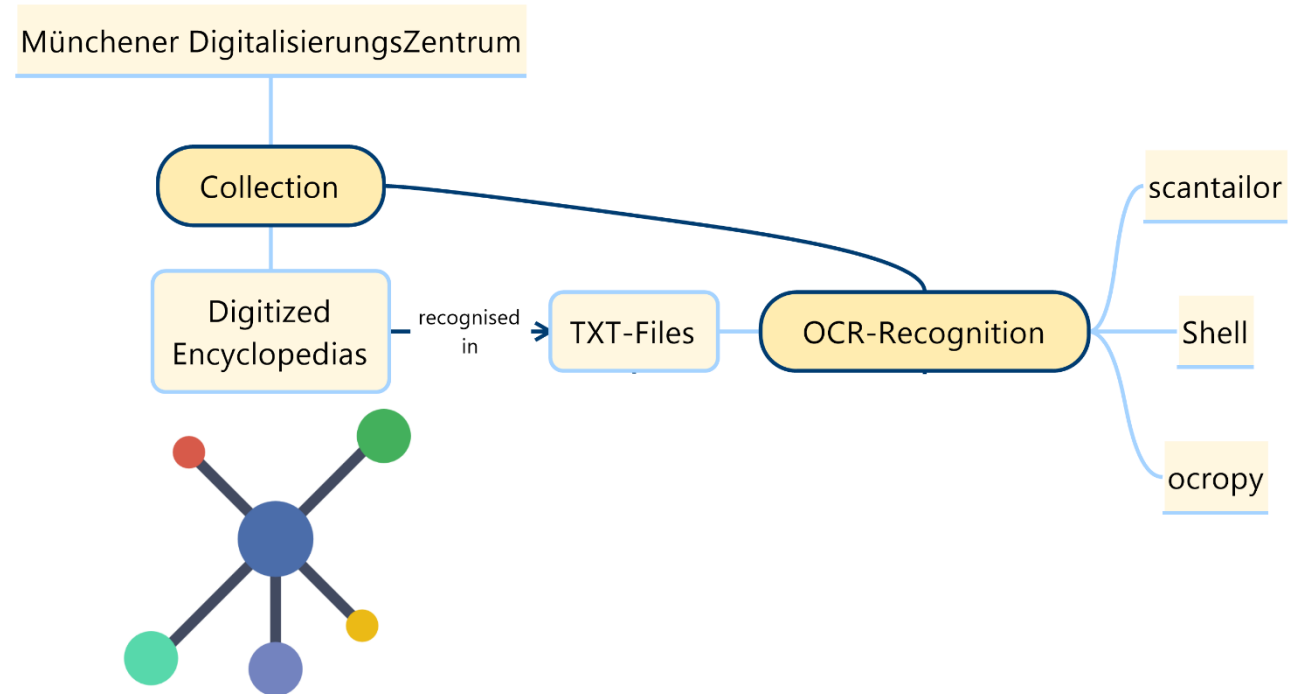 Münchener DigitalisierungsZentrum
Collection
scantailor
Digitized
Encyclopedias
recognised
in
TXT-Files
OCR-Recognition
Shell
ocropy